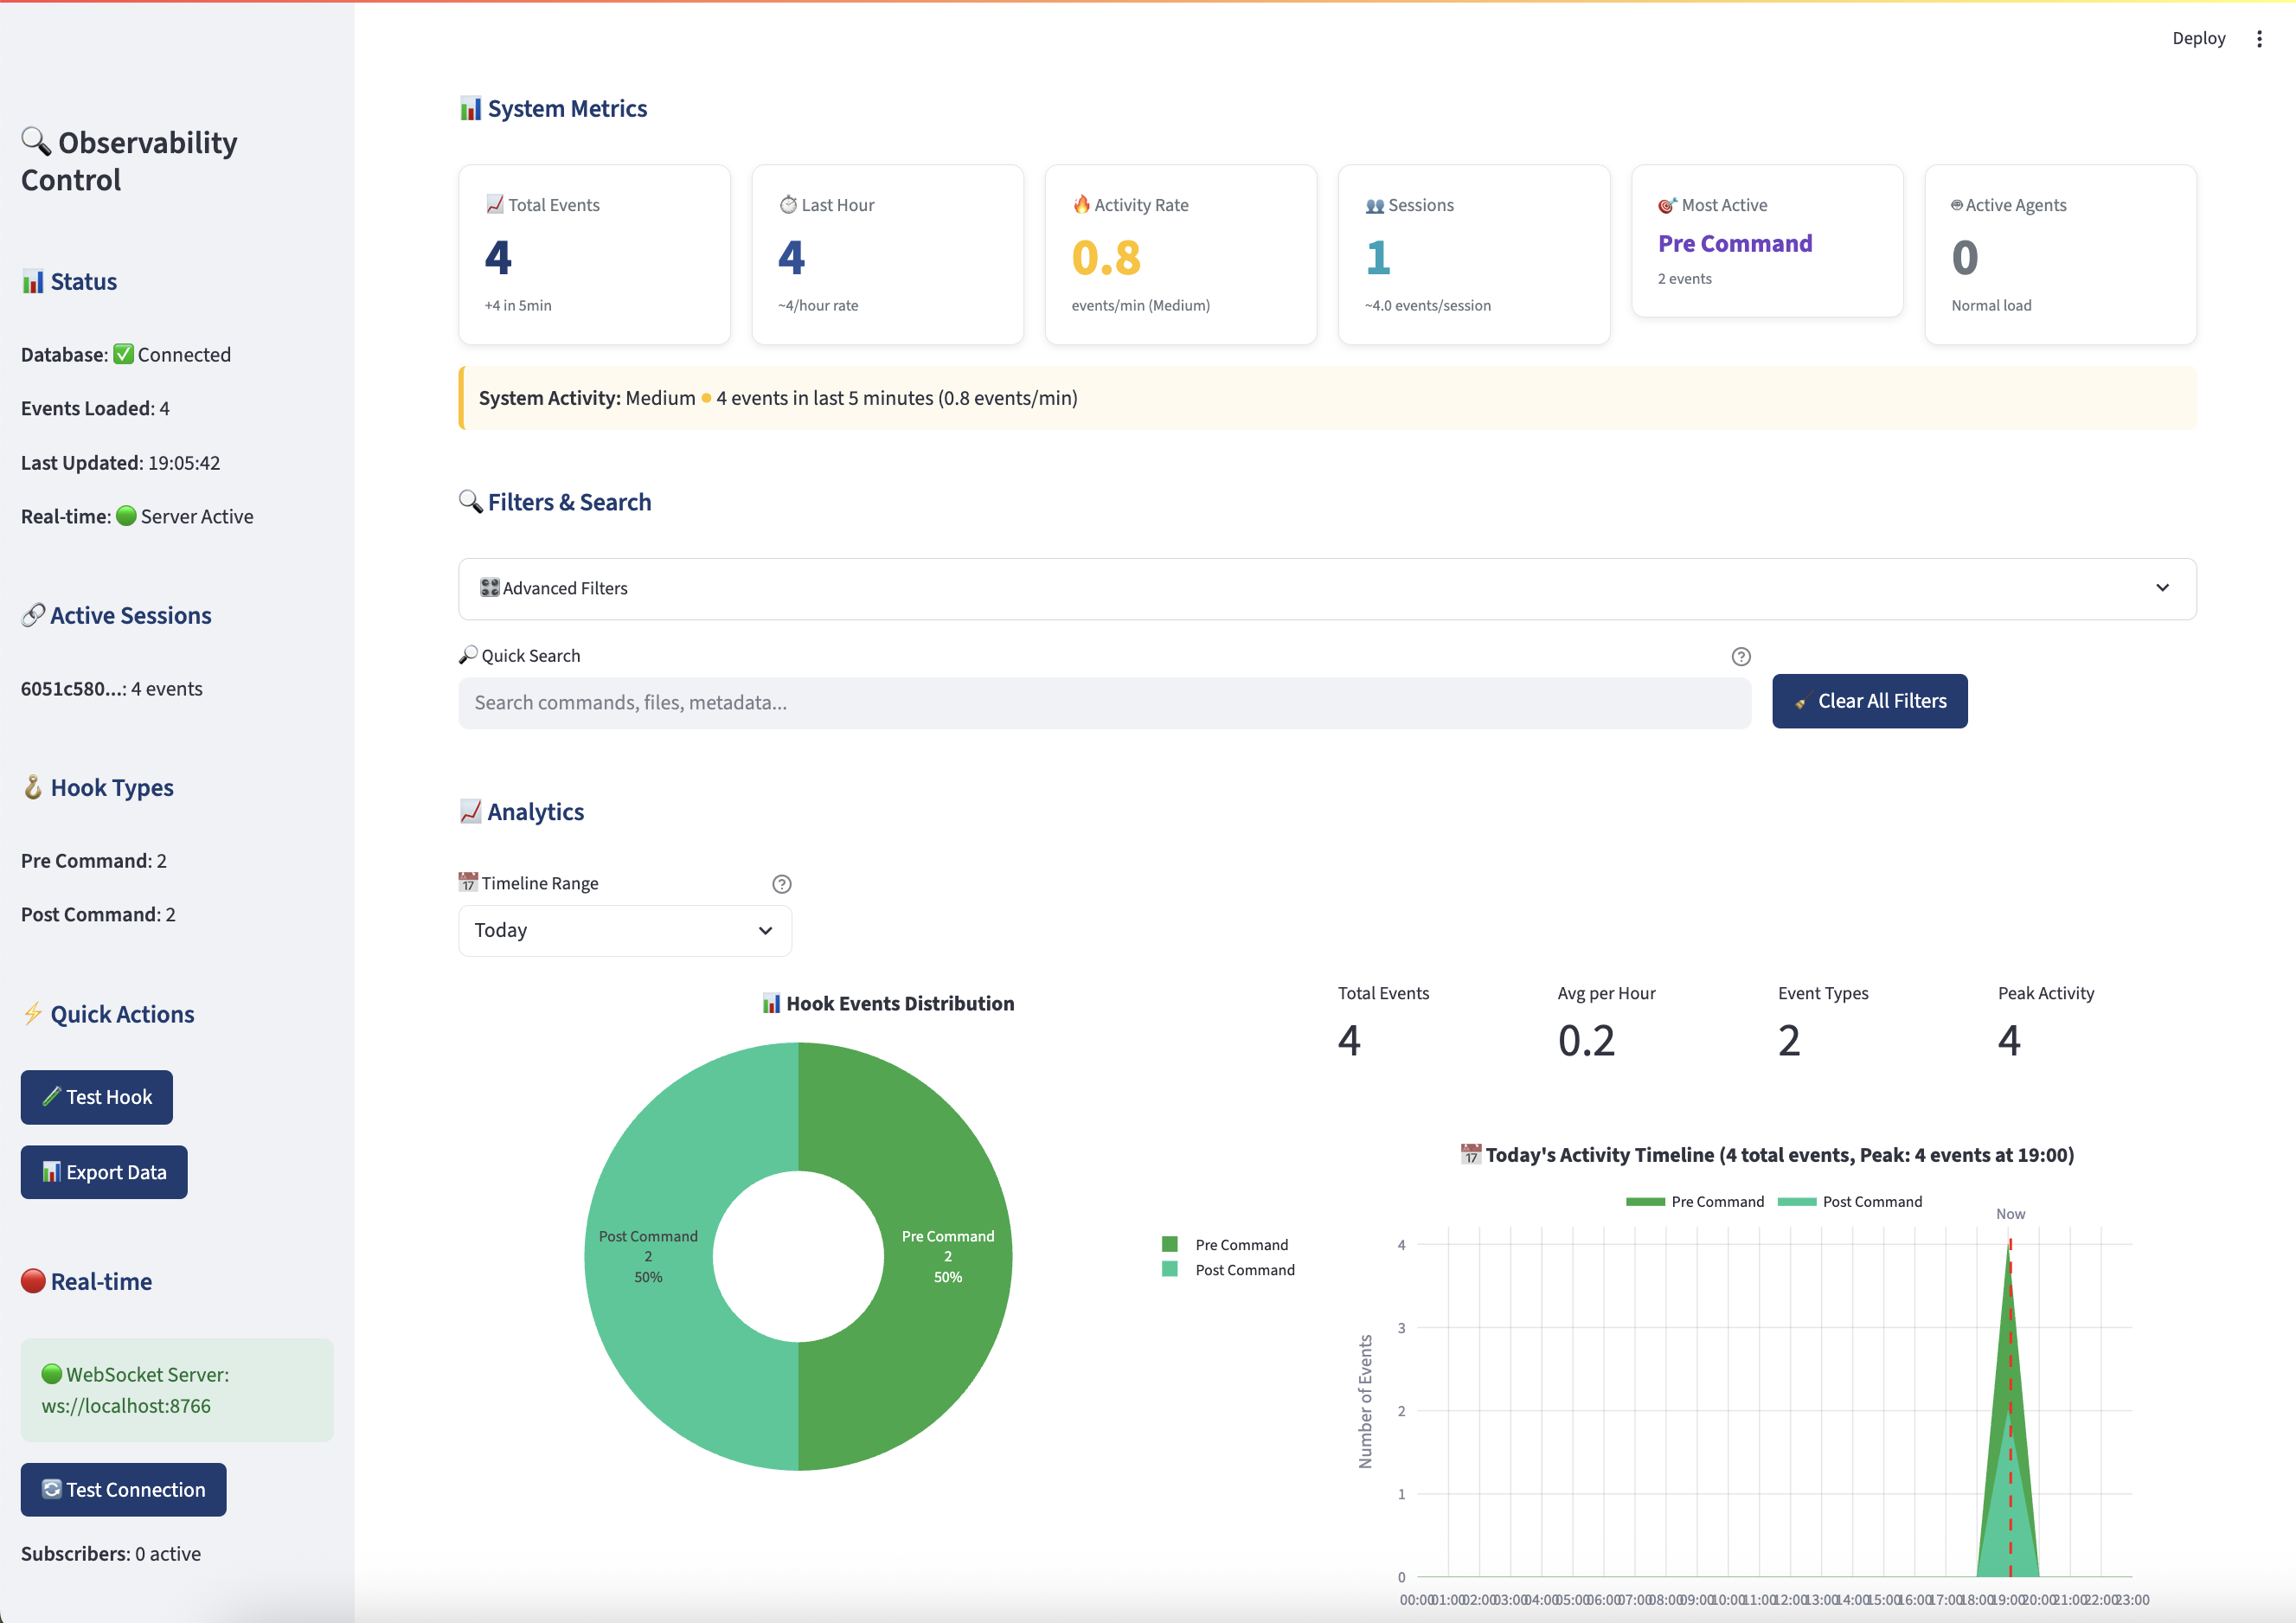 Deploy
Observability
Control
Status
Database: Connected
Events Loaded: 4
Last Updated: 19:05:42
Real-time: Server Active
Active Sessions
6051c580...: 4 events
Hook Types
Pre Command: 2
Post Command: 2
Quick Actions
Test Hook
Export Data
Real-time
WebSocket Server:
ws://localhost:8766
Test Connection
Subscribers: 0 active
System Metrics
Total Events
4
+4 in 5min
Last Hour
4
~4/hour rate
Activity Rate
0.8
events/min (Medium)
Sessions
1
~4.0 events/session
Most Active
Pre Command
2 events
Active Agents
0
Normal load
System Activity: Medium 4 events in last 5 minutes (0.8 events/min)
Filters & Search
Advanced Filters
Quick Search
Search commands, files, metadata...
Clear All Filters
Analytics
17 Timeline Range
Today
Hook Events Distribution
Post Command
2
50%
Pre Command
2
50%
Pre Command
Post Command
Total Events
4
Avg per Hour
0.2
Event Types
2
Peak Activity
4
17 Today's Activity Timeline (4 total events, Peak: 4 events at 19:00)
Pre Command Post Command
Now
Number of Events
4
3
2
1
0
00:00 01:00 02:00 03:00 04:00 05:00 06:00 07:00 08:00 09:00 10:00 11:00 12:00 13:00 14:00 15:00 16:00 17:00 18:00 19:00 20:00 21:00 22:00 23:00